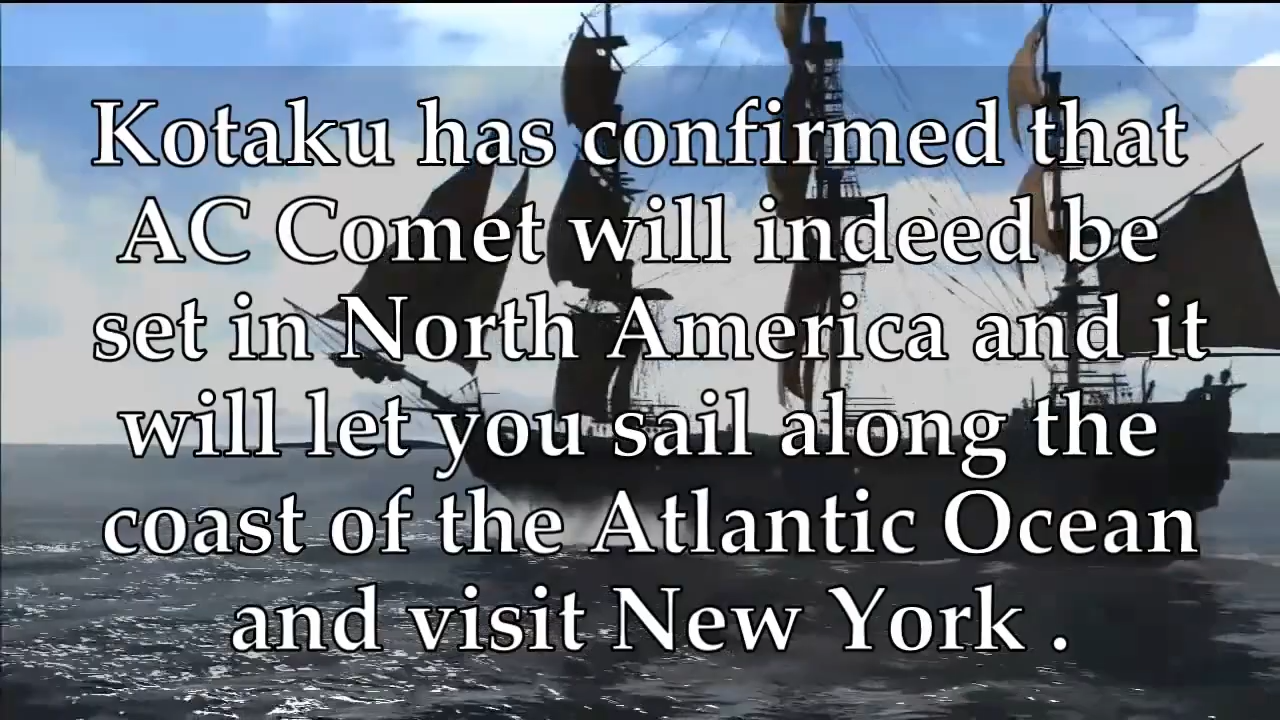 Kotaku has confirmed that
AC Comet will indeed be
set in North America and it
will let you sail along the
coast of the Atlantic Ocean
and visit New York .